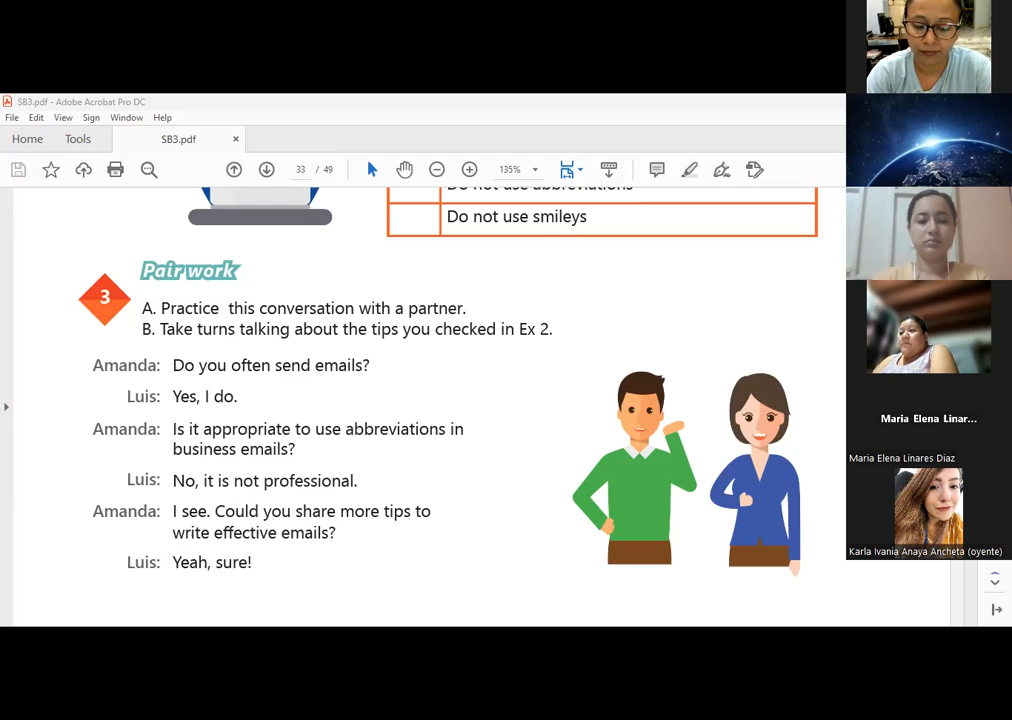 SB3.pdf - Adobe Acrobat Pro DC
File Edit View Sign Window Help
Home Tools SB3.pdf ×
33 / 49 135%
Do not use abbreviations
Do not use smileys
Pair work
3
A. Practice this conversation with a partner.
B. Take turns talking about the tips you checked in Ex 2.
Amanda: Do you often send emails?
Luis: Yes, I do.
Amanda: Is it appropriate to use abbreviations in
business emails?
Luis: No, it is not professional.
Amanda: I see. Could you share more tips to
write effective emails?
Luis: Yeah, sure!
Maria Elena Linar...
Maria Elena Linares Diaz
Karla Ivania Anaya Ancheta (oyente)